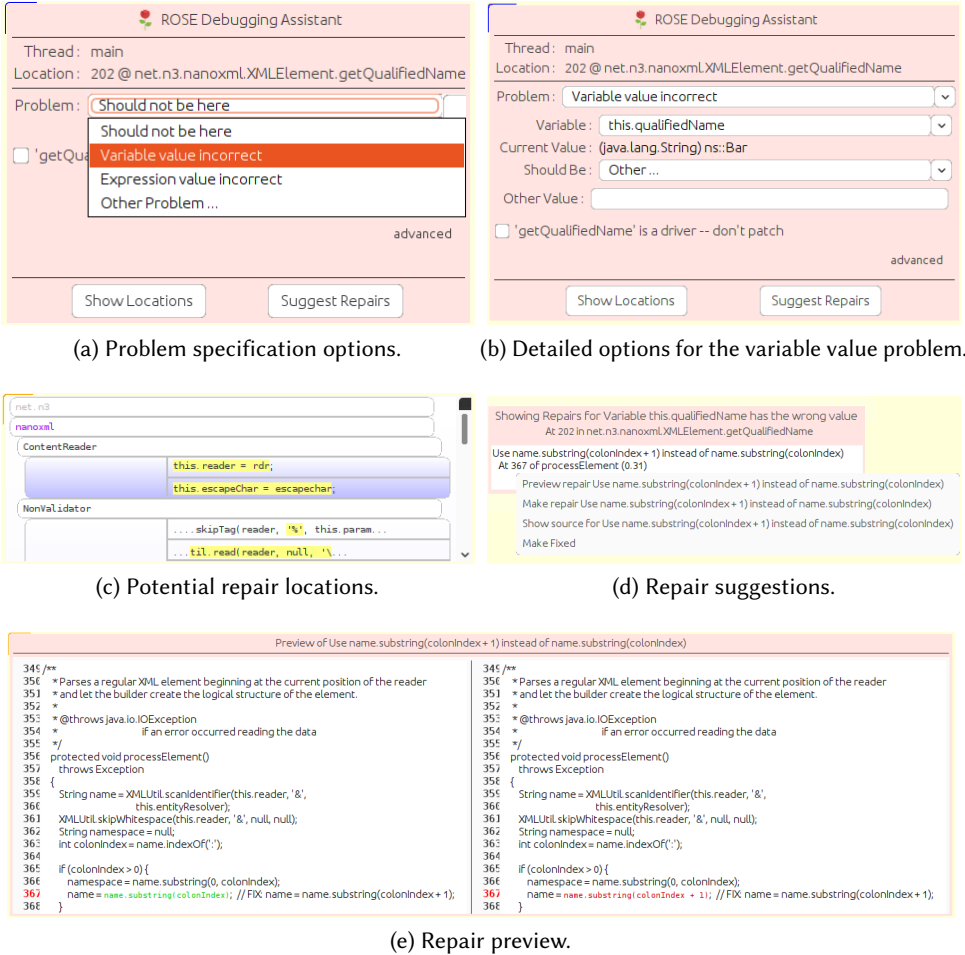 ROSE Debugging Assistant
Thread : main
Location : 202 @ net.n3.nanoxml.XMLElement.getQualifiedName
Problem : Should not be here
Should not be here
'getQua
Variable value incorrect
Expression value incorrect
Other Problem ...
advanced
Show Locations Suggest Repairs
(a) Problem specification options.
ROSE Debugging Assistant
Thread : main
Location : 202 @ net.n3.nanoxml.XMLElement.getQualifiedName
Problem : Variable value incorrect
Variable : this.qualifiedName
Current Value : (java.lang.String) ns::Bar
Should Be : Other ...
Other Value :
'getQualifiedName' is a driver -- don't patch
advanced
Show Locations Suggest Repairs
(b) Detailed options for the variable value problem.
net.n3
nanoxml
ContentReader
this.reader = rdr;
this.escapeChar = escapechar;
NonValidator
....skipTag(reader, '%', this.param...
...til.read(reader, null, '\...
(c) Potential repair locations.
Showing Repairs for Variable this.qualifiedName has the wrong value
At 202 in net.n3.nanoxml.XMLElement.getQualifiedName
Use name.substring(colonIndex + 1) instead of name.substring(colonIndex)
At 367 of processElement (0.31)
Preview repair Use name.substring(colonIndex + 1) instead of name.substring(colonIndex)
Make repair Use name.substring(colonIndex + 1) instead of name.substring(colonIndex)
Show source for Use name.substring(colonIndex + 1) instead of name.substring(colonIndex)
Make Fixed
(d) Repair suggestions.
Preview of Use name.substring(colonIndex + 1) instead of name.substring(colonIndex)
349 /**
350 * Parses a regular XML element beginning at the current position of the reader
351 * and let the builder create the logical structure of the element.
352 *
353 * @throws java.io.IOException
354 * if an error occurred reading the data
355 */
356 protected void processElement()
357 throws Exception
358 {
359 String name = XMLUtil.scanIdentifier(this.reader, '&',
360 this.entityResolver);
361 XMLUtil.skipWhitespace(this.reader, '&', null, null);
362 String namespace = null;
363 int colonIndex = name.indexOf(':');
364
365 if (colonIndex > 0) {
366 namespace = name.substring(0, colonIndex);
367 name = name.substring(colonIndex); // FIX: name = name.substring(colonIndex + 1);
368 }
349 /**
350 * Parses a regular XML element beginning at the current position of the reader
351 * and let the builder create the logical structure of the element.
352 *
353 * @throws java.io.IOException
354 * if an error occurred reading the data
355 */
356 protected void processElement()
357 throws Exception
358 {
359 String name = XMLUtil.scanIdentifier(this.reader, '&',
360 this.entityResolver);
361 XMLUtil.skipWhitespace(this.reader, '&', null, null);
362 String namespace = null;
363 int colonIndex = name.indexOf(':');
364
365 if (colonIndex > 0) {
366 namespace = name.substring(0, colonIndex);
367 name = name.substring(colonIndex + 1); // FIX: name = name.substring(colonIndex + 1);
368 }
(e) Repair preview.